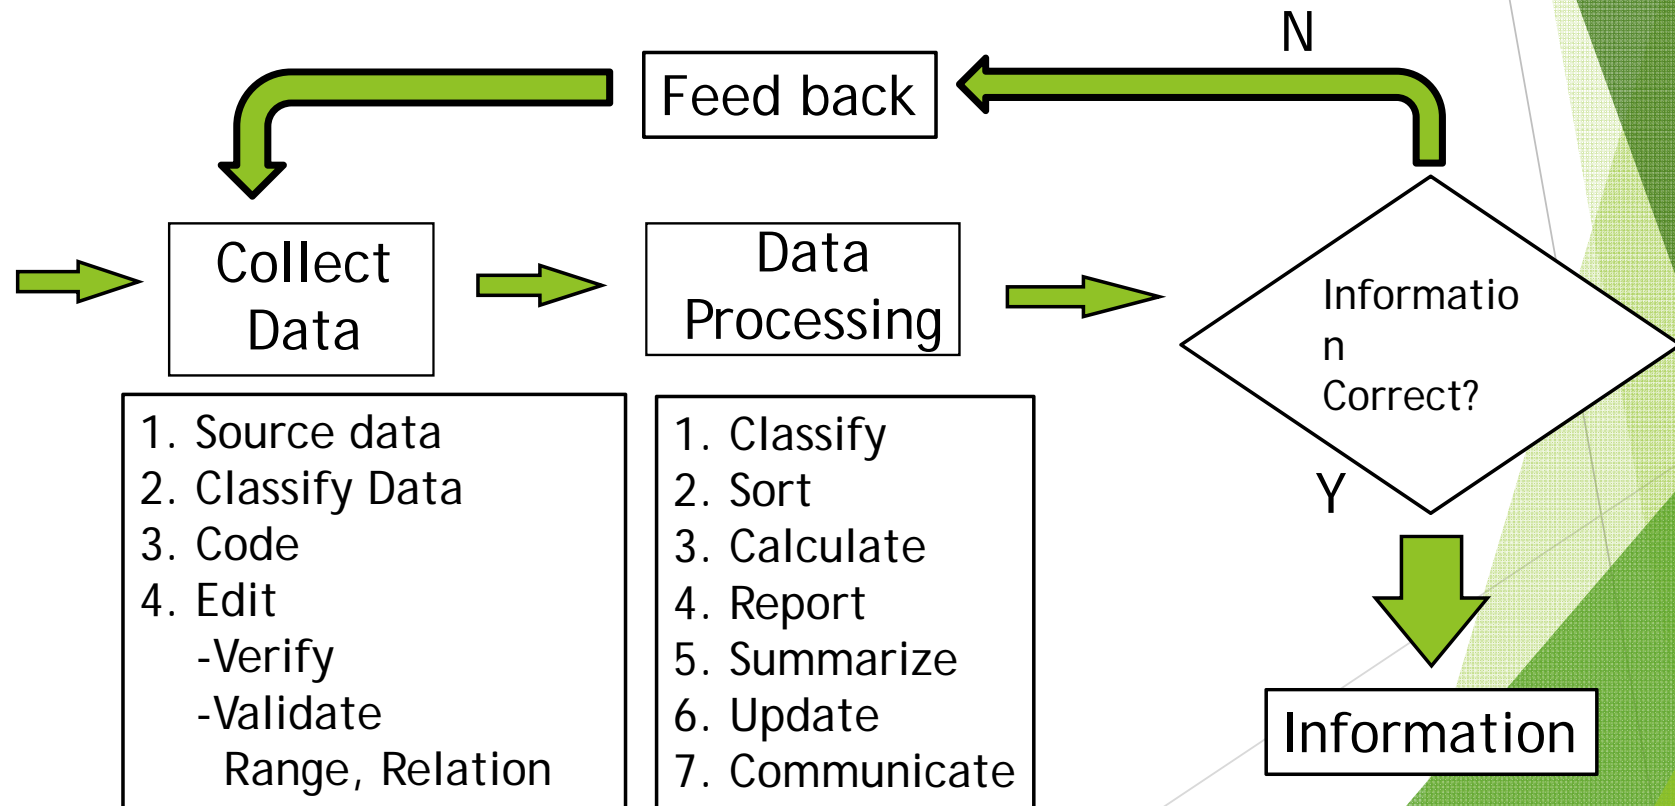 N
Feed back
Collect
Data
Data
Processing
Informatio
n
Correct?
1. Source data
2. Classify Data
3. Code
4. Edit
-Verify
-Validate
Range, Relation
1. Classify
2. Sort
3. Calculate
4. Report
5. Summarize
6. Update
7. Communicate
Y
Information